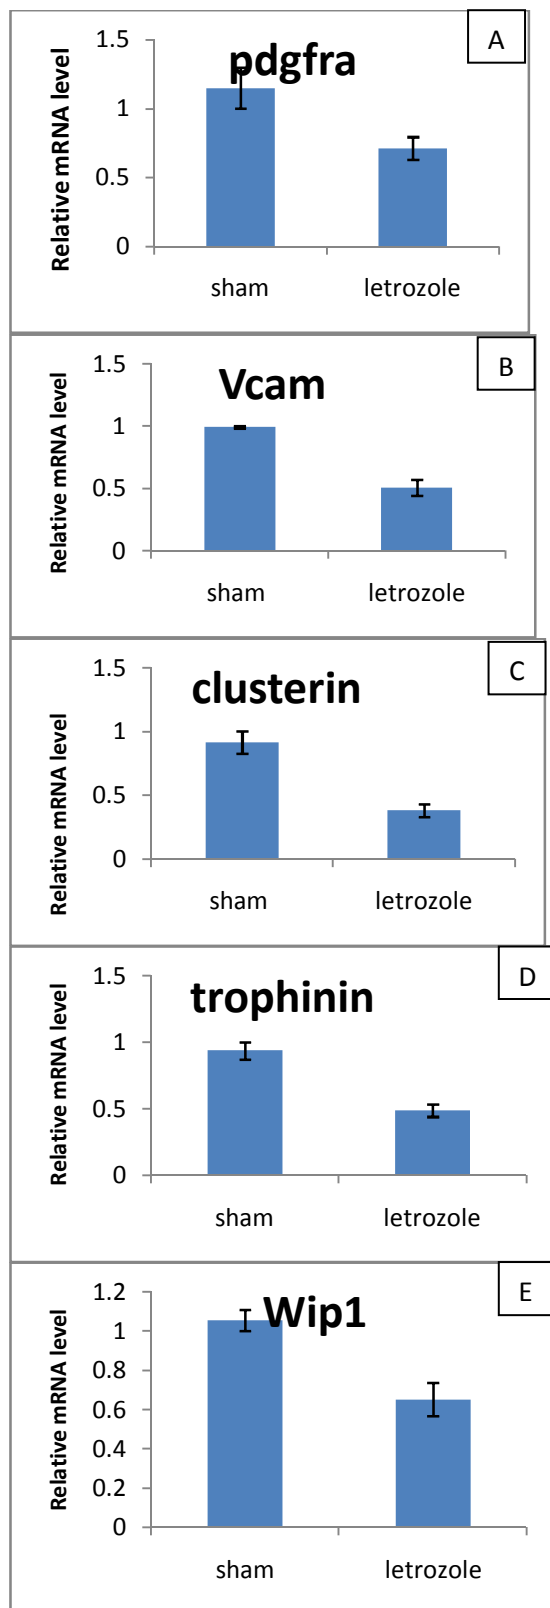 A
pdgfra
Relative mRNA level
1.5
1
0.5
0
sham letrozole
B
Vcam
Relative mRNA level
1.5
1
0.5
0
sham letrozole
C
clusterin
Relative mRNA level
1.5
1
0.5
0
sham letrozole
D
trophinin
Relative mRNA level
1.5
1
0.5
0
sham letrozole
E
Wip1
Relative mRNA level
1.2
1
0.8
0.6
0.4
0.2
0
sham letrozole